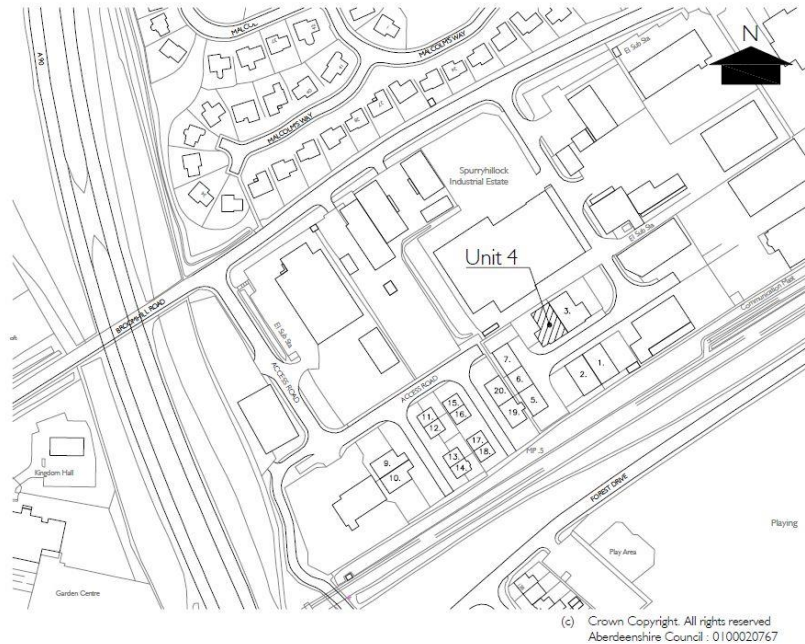 MALCOLM'S WAY
MALCOLM'S WAY
A 90
El Sub Sta
N
Spurryhillock
Industrial Estate
El Sub Sta
Unit 4
3.
Communication Mast
BROOMHILL ROAD
El Sub Sta
ACCESS ROAD
ACCESS ROAD
7.
6.
5.
20.
19.
1.
2.
11.
12.
15.
16.
17.
18.
13.
14.
9.
10.
MP .5
FOREST DRIVE
Kingdom Hall
Garden Centre
Play Area
Playing
(c) Crown Copyright. All rights reserved
Aberdeenshire Council : 0100020767